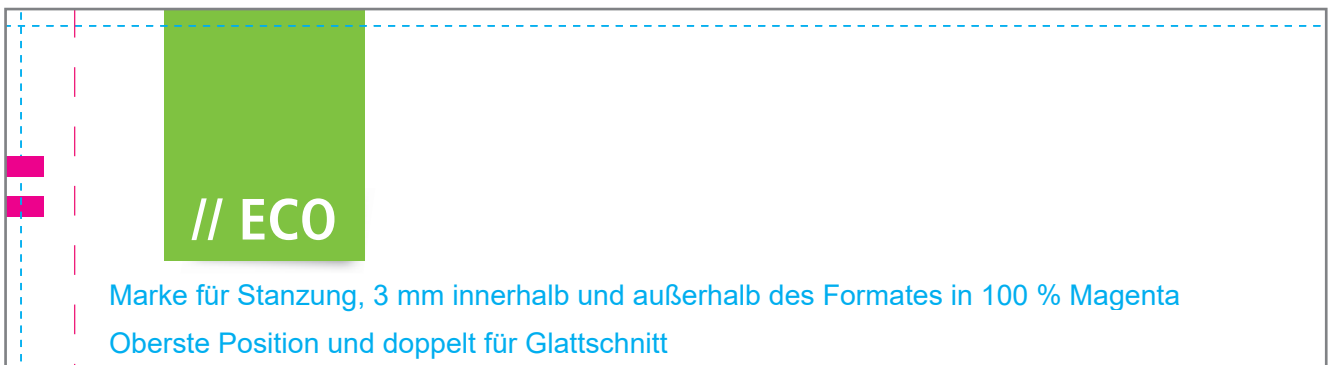 // ECO
Marke für Stanzung, 3 mm innerhalb und außerhalb des Formates in 100 % Magenta
Oberste Position und doppelt für Glattschnitt